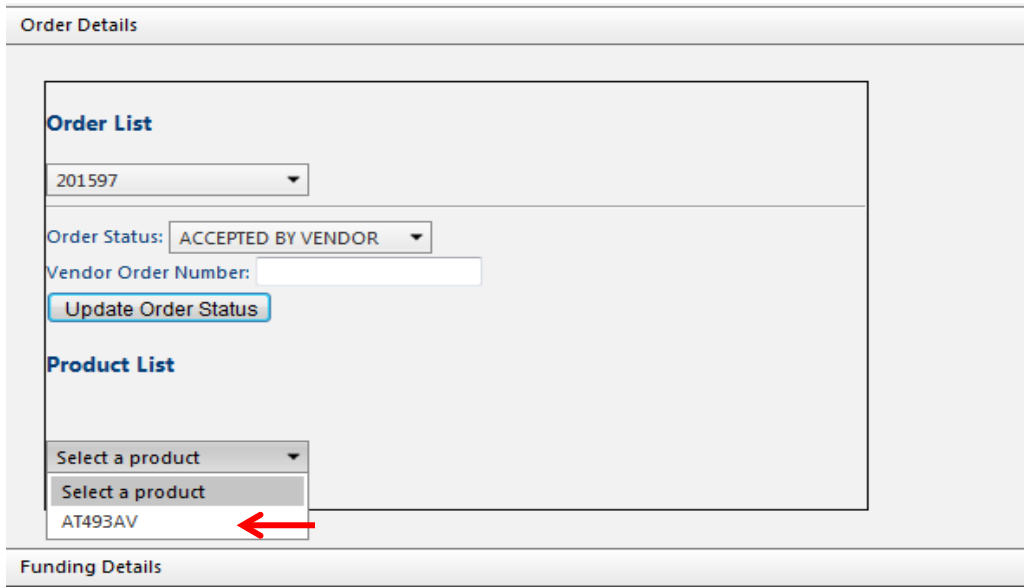 Order Details
Order List
201597
Order Status: ACCEPTED BY VENDOR
Vendor Order Number:
Update Order Status
Product List
Select a product
Select a product
AT493AV
Funding Details